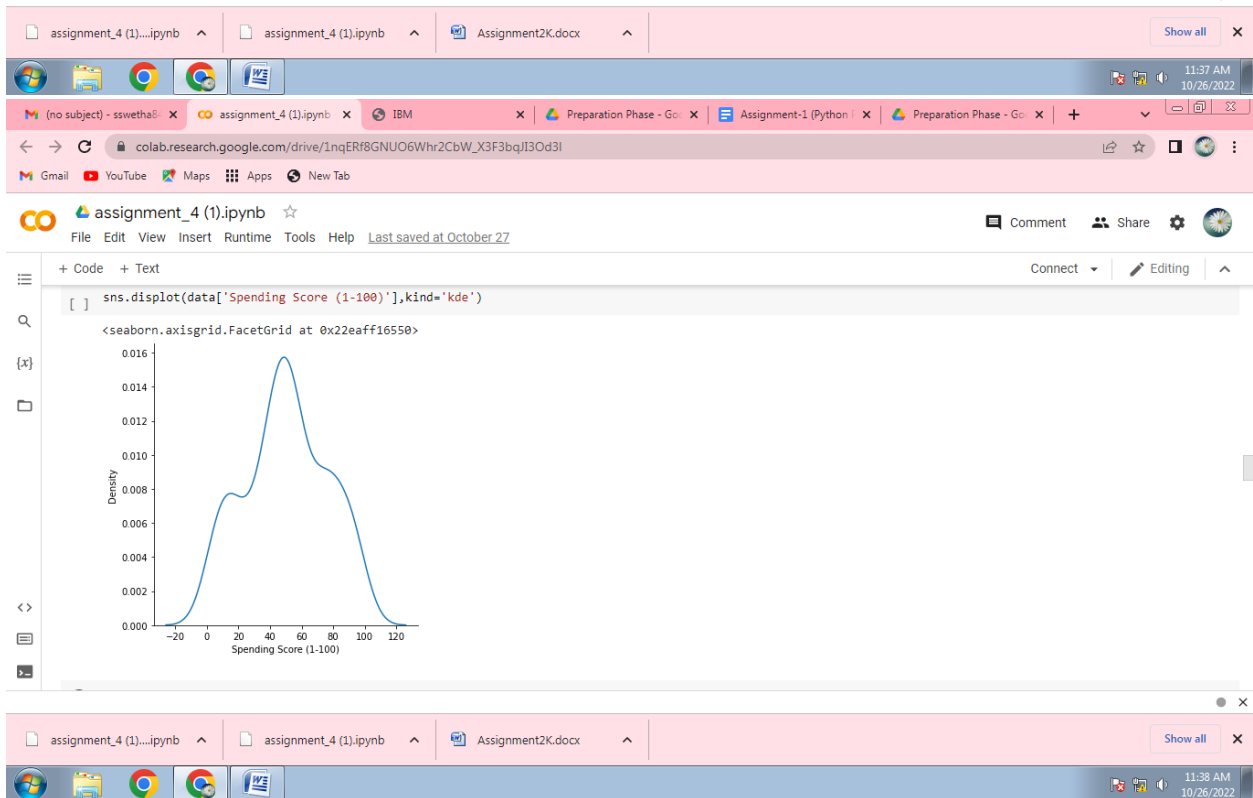 assignment_4 (1)....ipynb
assignment_4 (1).ipynb
Assignment2K.docx
Show all
11:37 AM
10/26/2022
(no subject) - sswetha8
assignment_4 (1).ipynb
IBM
Preparation Phase - Go
Assignment-1 (Python
Preparation Phase - Go
colab.research.google.com/drive/1nqERf8GNUO6Whr2CbW_X3F3bqJI3Od3I
Gmail
YouTube
Maps
Apps
New Tab
CO
assignment_4 (1).ipynb
Comment
Share
File Edit View Insert Runtime Tools Help Last saved at October 27
+ Code + Text
Connect
Editing
[ ] sns.displot(data['Spending Score (1-100)'],kind='kde')
{x}
<seaborn.axisgrid.FacetGrid at 0x22eaff16550>
0.016
0.014
0.012
0.010
0.008
0.006
0.004
0.002
0.000
Density
−20 0 20 40 60 80 100 120
Spending Score (1-100)
assignment_4 (1)....ipynb
assignment_4 (1).ipynb
Assignment2K.docx
Show all
11:38 AM
10/26/2022